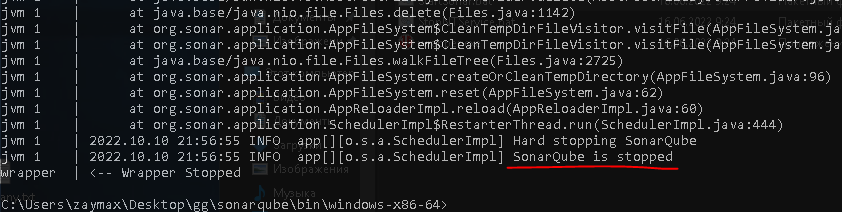 jvm 1    |      at java.base/java.nio.file.Files.delete(Files.java:1142)
jvm 1    |      at org.sonar.application.AppFileSystem$CleanTempDirFileVisitor.visitFile(AppFileSystem.ja
jvm 1    |      at org.sonar.application.AppFileSystem$CleanTempDirFileVisitor.visitFile(AppFileSystem.ja
jvm 1    |      at java.base/java.nio.file.Files.walkFileTree(Files.java:2725)
jvm 1    |      at org.sonar.application.AppFileSystem.createOrCleanTempDirectory(AppFileSystem.java:96)
jvm 1    |      at org.sonar.application.AppFileSystem.reset(AppFileSystem.java:62)
jvm 1    |      at org.sonar.application.AppReloaderImpl.reload(AppReloaderImpl.java:60)
jvm 1    |      at org.sonar.application.SchedulerImpl$RestarterThread.run(SchedulerImpl.java:444)
jvm 1    | 2022.10.10 21:56:55 INFO  app[][o.s.a.SchedulerImpl] Hard stopping SonarQube
jvm 1    | 2022.10.10 21:56:55 INFO  app[][o.s.a.SchedulerImpl] SonarQube is stopped
wrapper  | <-- Wrapper Stopped
Изображения
Музыка
C:\Users\zaymax\Desktop\gg\sonarqube\bin\windows-x86-64>